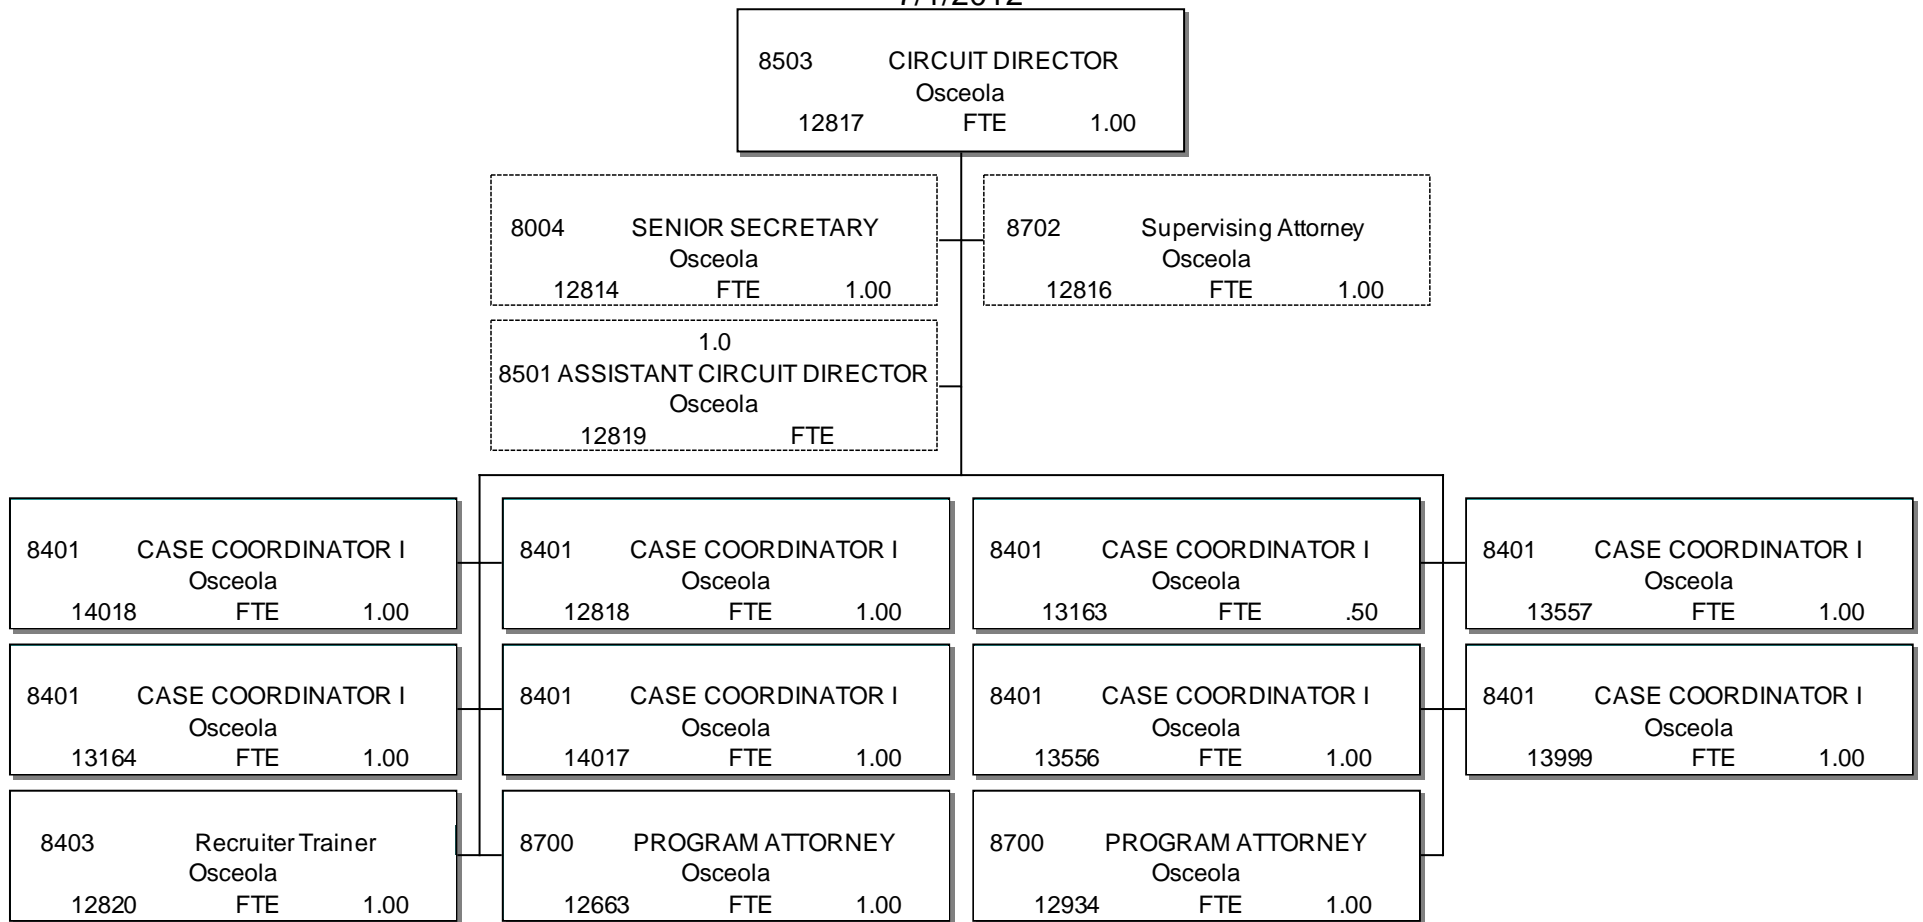 7/1/2012
8503 CIRCUIT DIRECTOR
Osceola
12817 FTE 1.00
8004 SENIOR SECRETARY
Osceola
12814 FTE 1.00
8702 Supervising Attorney
Osceola
12816 FTE 1.00
1.0
8501 ASSISTANT CIRCUIT DIRECTOR
Osceola
12819 FTE
8401 CASE COORDINATOR I
Osceola
14018 FTE 1.00
8401 CASE COORDINATOR I
Osceola
12818 FTE 1.00
8401 CASE COORDINATOR I
Osceola
13163 FTE .50
8401 CASE COORDINATOR I
Osceola
13557 FTE 1.00
8401 CASE COORDINATOR I
Osceola
13164 FTE 1.00
8401 CASE COORDINATOR I
Osceola
14017 FTE 1.00
8401 CASE COORDINATOR I
Osceola
13556 FTE 1.00
8401 CASE COORDINATOR I
Osceola
13999 FTE 1.00
8403 Recruiter Trainer
Osceola
12820 FTE 1.00
8700 PROGRAM ATTORNEY
Osceola
12663 FTE 1.00
8700 PROGRAM ATTORNEY
Osceola
12934 FTE 1.00